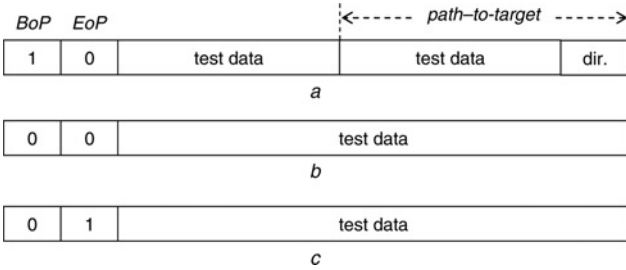 BoP EoP path–to-target
1 0 test data test data dir.
a
0 0 test data
b
0 1 test data
c